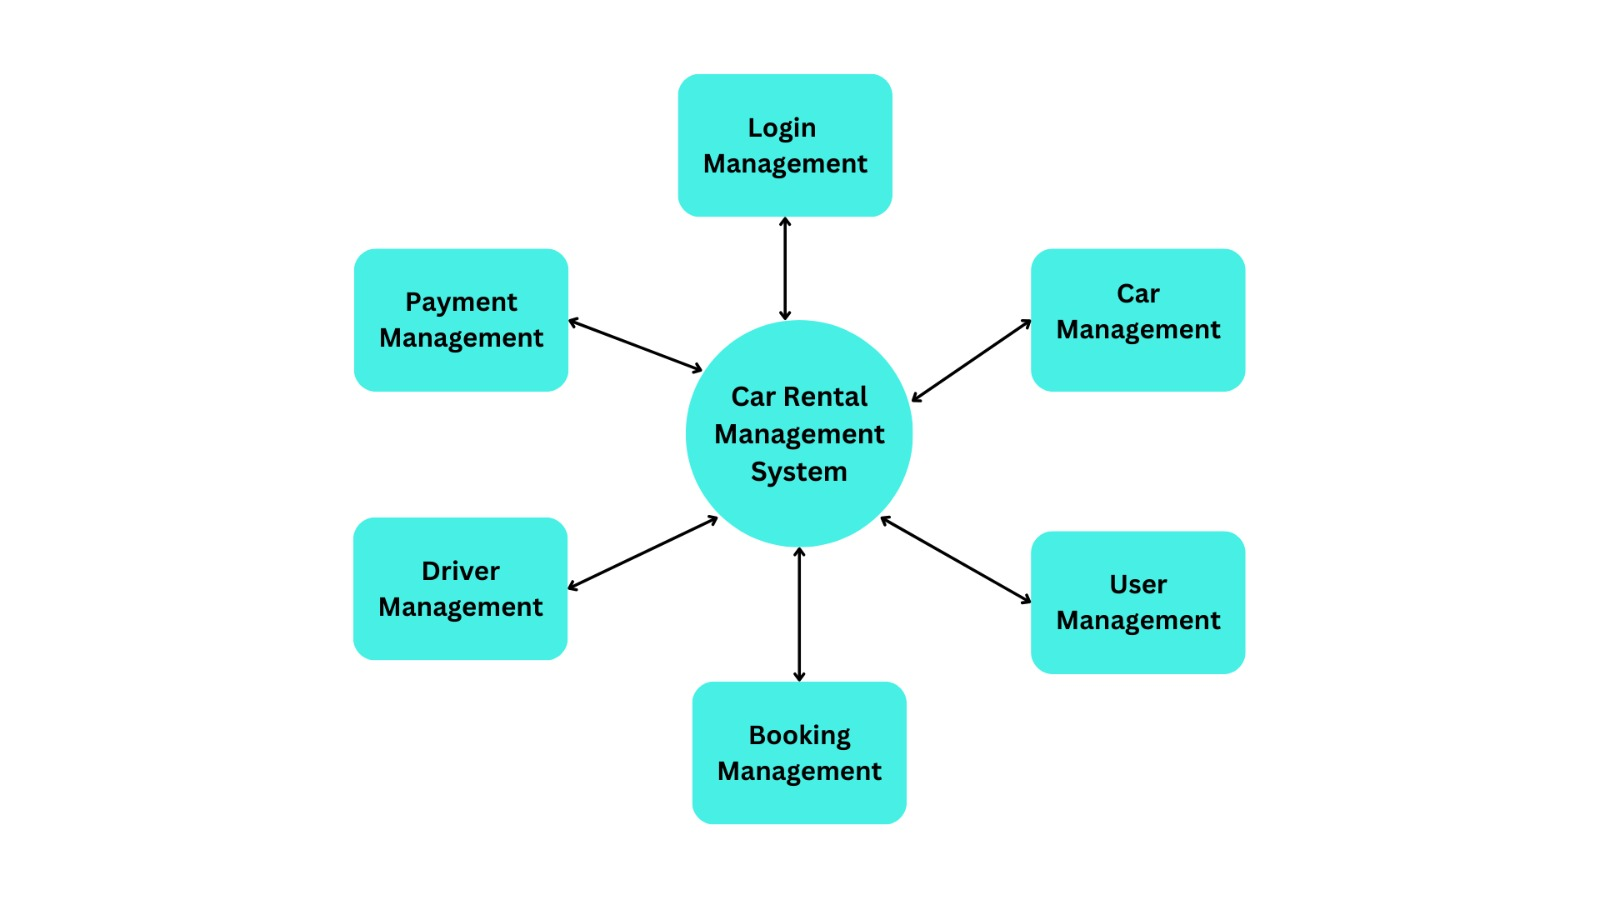 Login
Management
Payment
Management
Car
Management
Car Rental
Management
System
Driver
Management
User
Management
Booking
Management